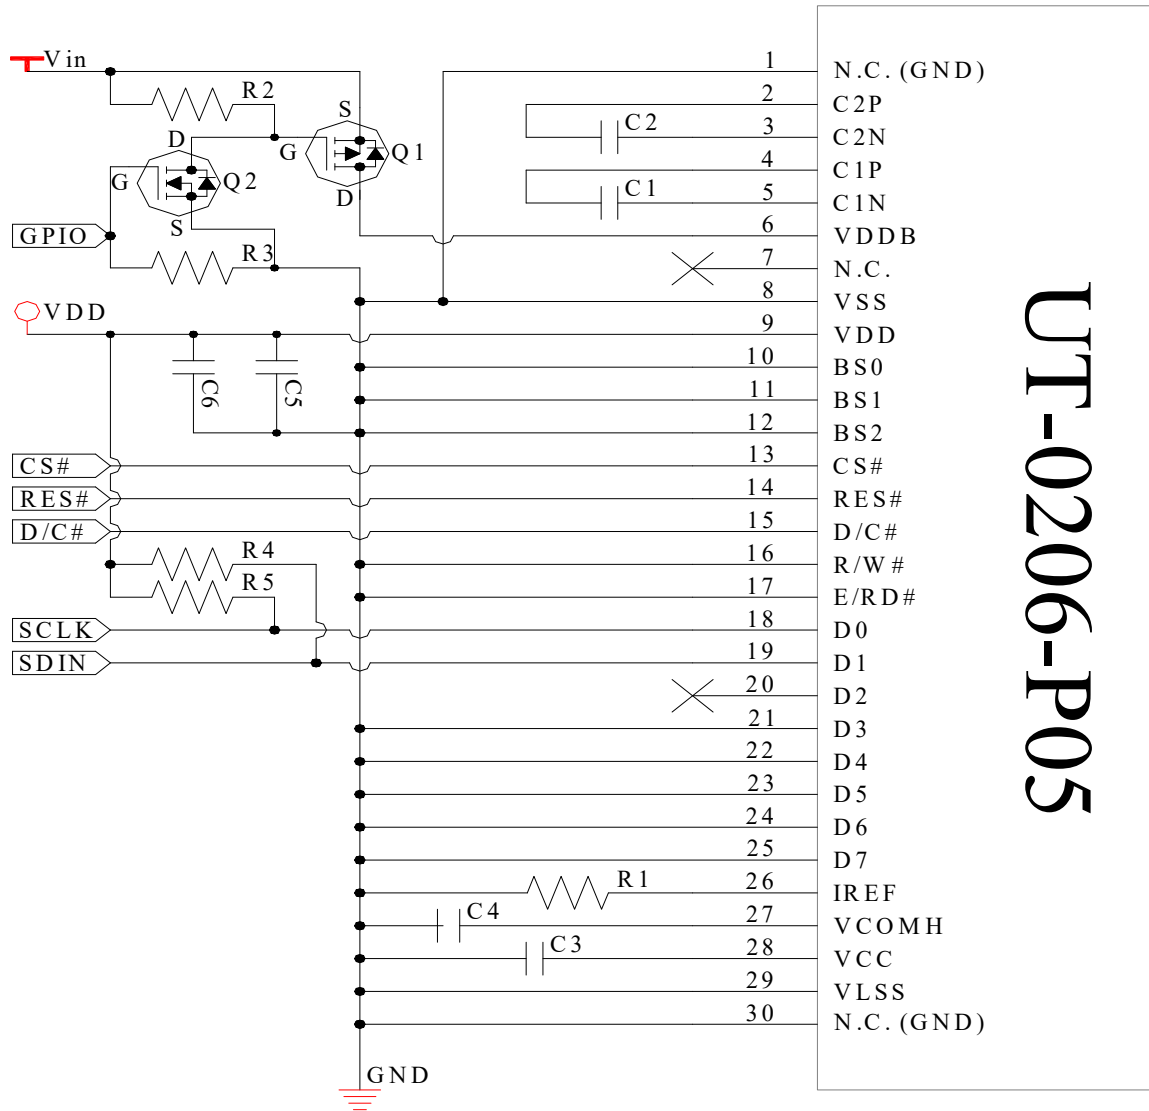 Vin
R2
S
D
G
Q1
G
Q2
D
S
GPIO
R3
VDD
C6
C5
CS#
RES#
D/C#
R4
R5
SCLK
SDIN
C2
C1
R1
C4
C3
GND
1 N.C. (GND)
2 C2P
3 C2N
4 C1P
5 C1N
6 VDDB
7 N.C.
8 VSS
9 VDD
10 BS0
11 BS1
12 BS2
13 CS#
14 RES#
15 D/C#
16 R/W#
17 E/RD#
18 D0
19 D1
20 D2
21 D3
22 D4
23 D5
24 D6
25 D7
26 IREF
27 VCOMH
28 VCC
29 VLSS
30 N.C. (GND)
UT-0206-P05